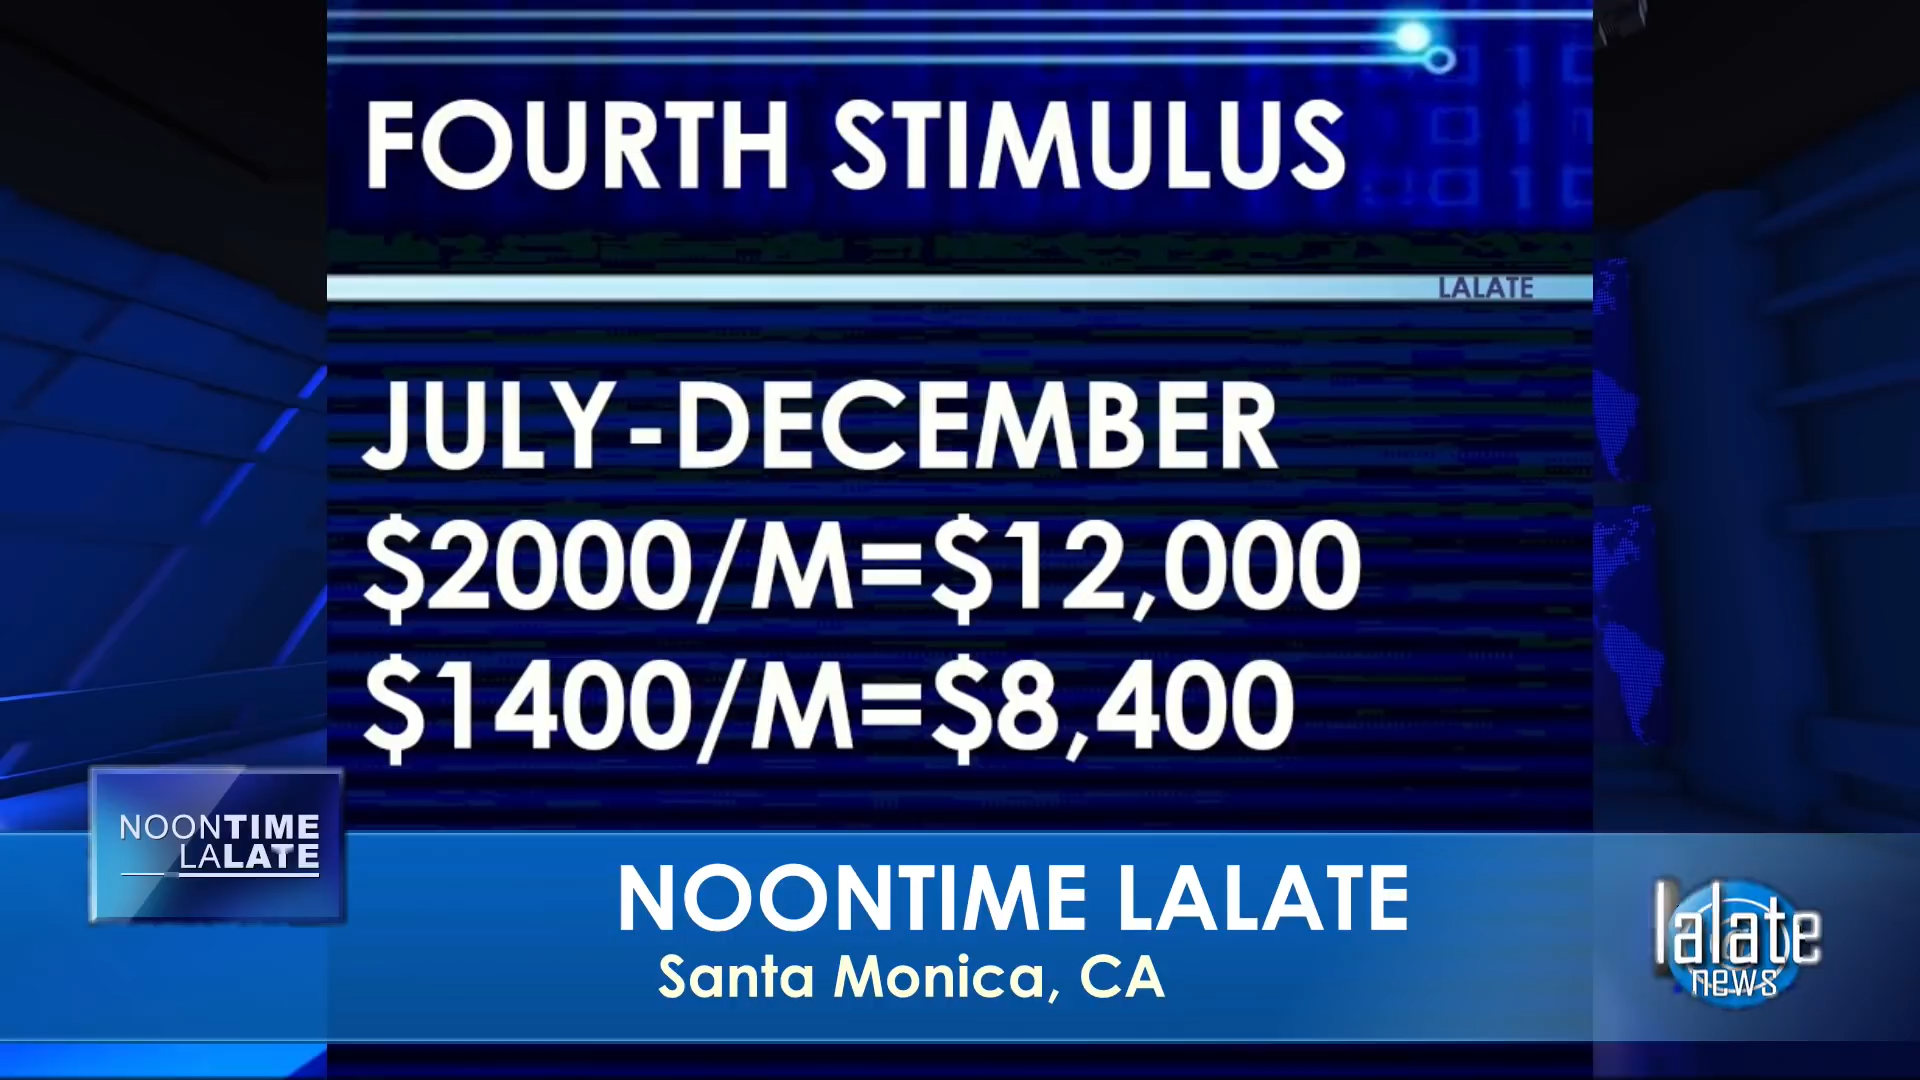 FOURTH STIMULUS
LALATE
JULY-DECEMBER
$2000/M=$12,000
$1400/M=$8,400
NOONTIME
LALATE
NOONTIME LALATE
Santa Monica, CA
lalate
news